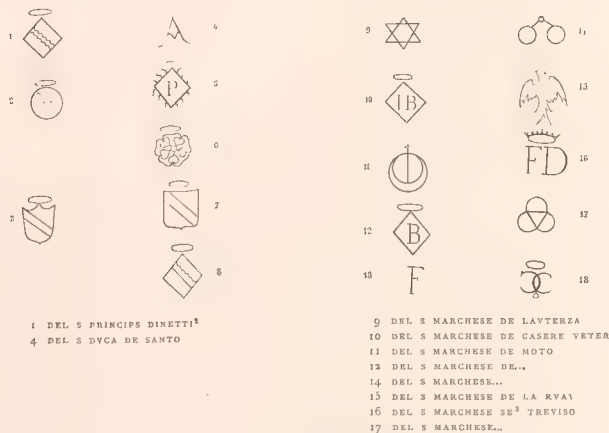 1
2
3
4
5
P
6
7
8
1 DEL S PRINCIPS DINETTI²
4 DEL S DVCA DE SANTO
9
10
IB
11
12
B
13
F
15
FD
16
17
18
9 DEL S MARCHESE DE LAVTERZA
10 DEL S MARCHESE DE CASERE VETER
11 DEL S MARCHESE DE MOTO
12 DEL S MARCHESE DE...
14 DEL S MARCHESE...
15 DEL S MARCHESE DE LA RVA
16 DEL S MARCHESE SE³ TREVISO
17 DEL S MARCHESE...